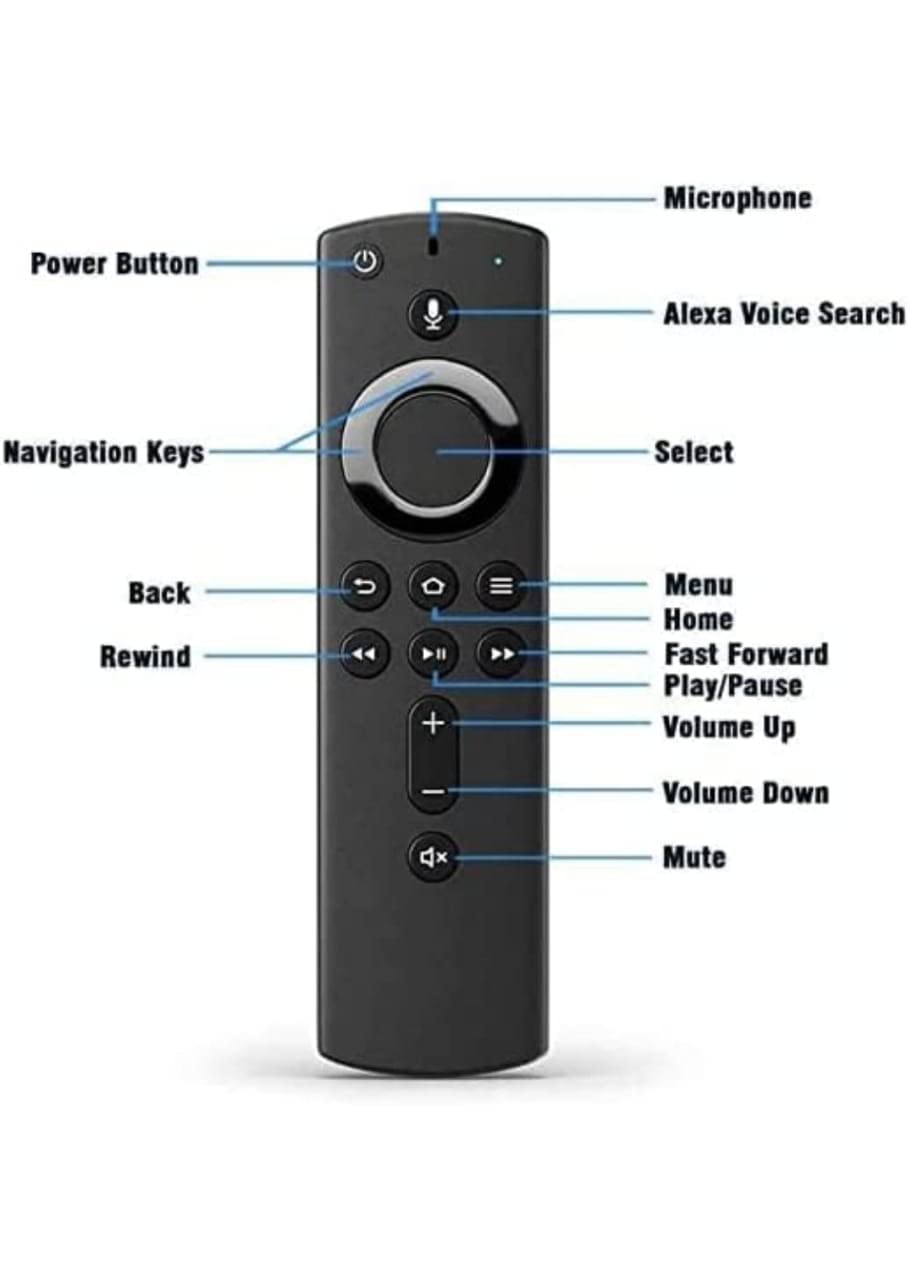 Microphone
Power Button
Alexa Voice Search
Navigation Keys
Select
Back
Menu
Home
Rewind
Fast Forward
Play/Pause
Volume Up
Volume Down
Mute